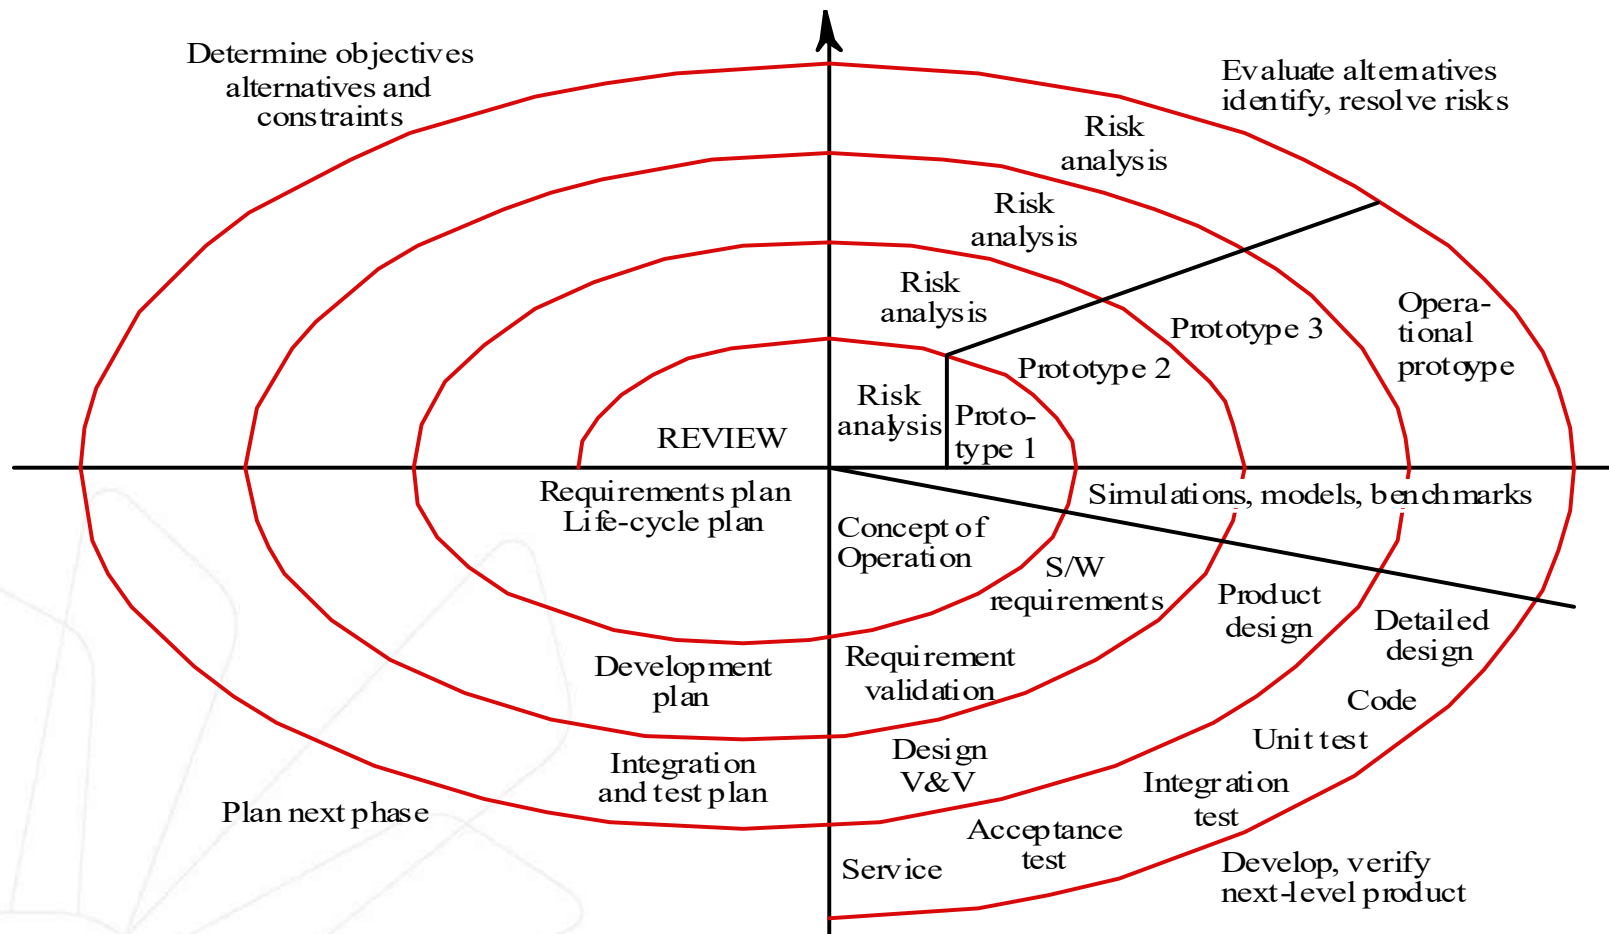 Determine objectives
alternatives and
constraints
Evaluate alternatives
identify, resolve risks
Risk
analysis
Risk
analysis
Risk
analysis
Risk
analysis
Proto-
type 1
Prototype 2
Prototype 3
Opera-
tional
protoype
REVIEW
Requirements plan
Life-cycle plan
Simulations, models, benchmarks
Concept of
Operation
S/W
requirements
Product
design
Detailed
design
Development
plan
Requirement
validation
Code
Unit test
Integration
and test plan
Design
V&V
Integration
test
Plan next phase
Acceptance
test
Service
Develop, verify
next-level product